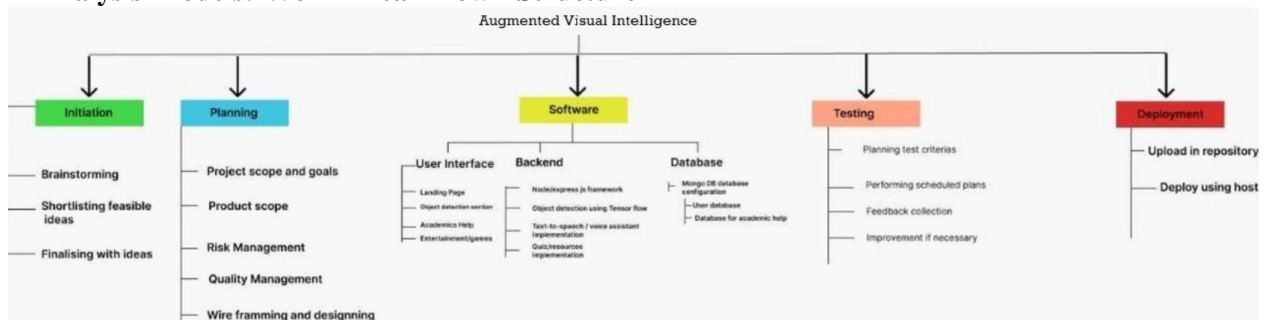 Augmented Visual Intelligence
Initiation
Brainstorming
Shortlisting feasible
ideas
Finalising with ideas
Planning
Project scope and goals
Product scope
Risk Management
Quality Management
Wire framming and designning
Software
User Interface
Landing Page
Object detection section
Academics Help
Entertainment/games
Backend
Node/express js framework
Object detection using Tensor flow
Text-to-speech / voice assistant
implementation
Quiz/resources
implementation
Database
Mongo DB database
configuration
User database
Database for academic help
Testing
Planning test criterias
Performing scheduled plans
Feedback collection
Improvement if necessary
Deployment
Upload in repository
Deploy using host